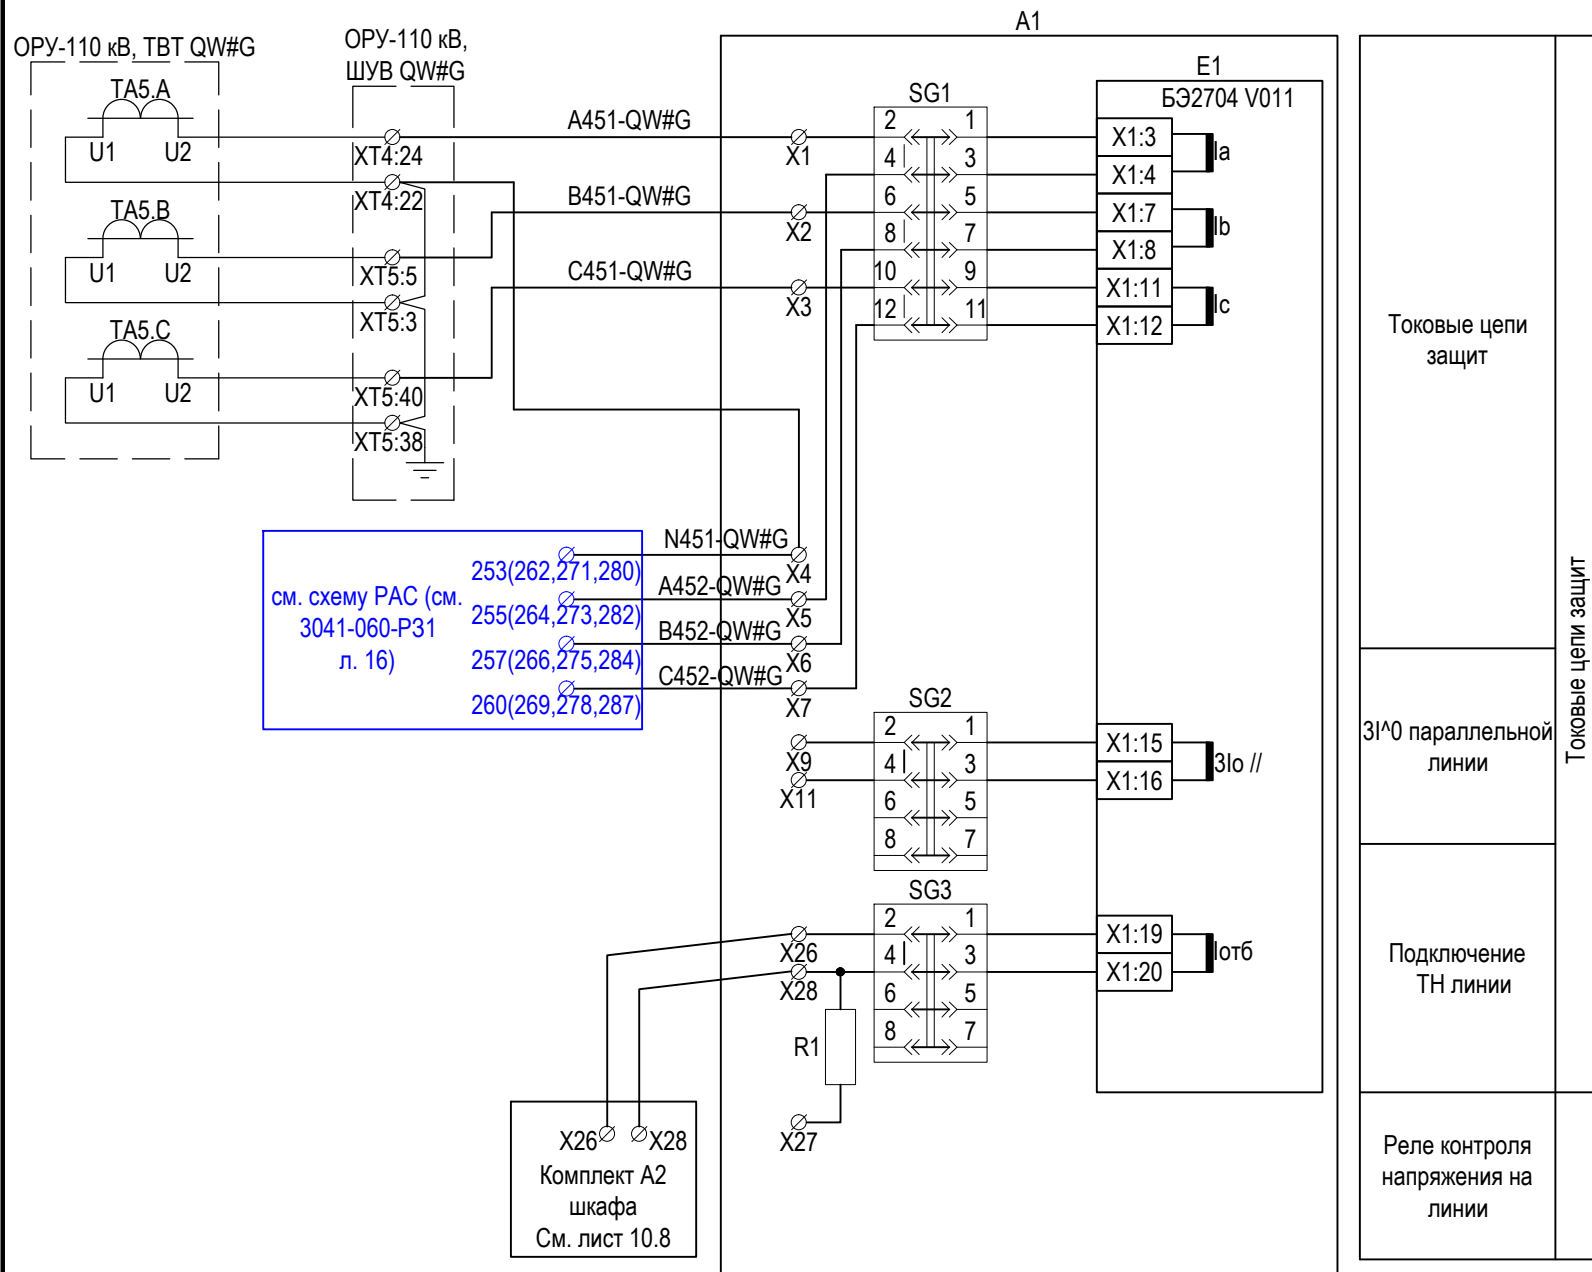 A1
ОРУ-110 кВ, ТВТ QW#G
ОРУ-110 кВ,
ШУВ QW#G
TA5.A
U1 U2
TA5.B
U1 U2
TA5.C
U1 U2
XT4:24
XT4:22
XT5:5
XT5:3
XT5:40
XT5:38
A451-QW#G
B451-QW#G
C451-QW#G
X1
X2
X3
SG1
2 1
4 3
6 5
8 7
10 9
12 11
E1
БЭ2704 V011
X1:3
X1:4
Ia
X1:7
X1:8
Ib
X1:11
X1:12
Ic
см. схему РАС (см.
3041-060-РЗ1
л. 16)
253(262,271,280)
255(264,273,282)
257(266,275,284)
260(269,278,287)
N451-QW#G
A452-QW#G
B452-QW#G
C452-QW#G
X4
X5
X6
X7
X9
X11
SG2
2 1
4 3
6 5
8 7
X1:15
X1:16
3Io //
SG3
2 1
4 3
6 5
8 7
X26
X28
R1
X27
X1:19
X1:20
Iотб
X26 X28
Комплект А2
шкафа
См. лист 10.8
Токовые цепи
защит
3I^0 параллельной
линии
Подключение
ТН линии
Реле контроля
напряжения на
линии
Токовые цепи защит